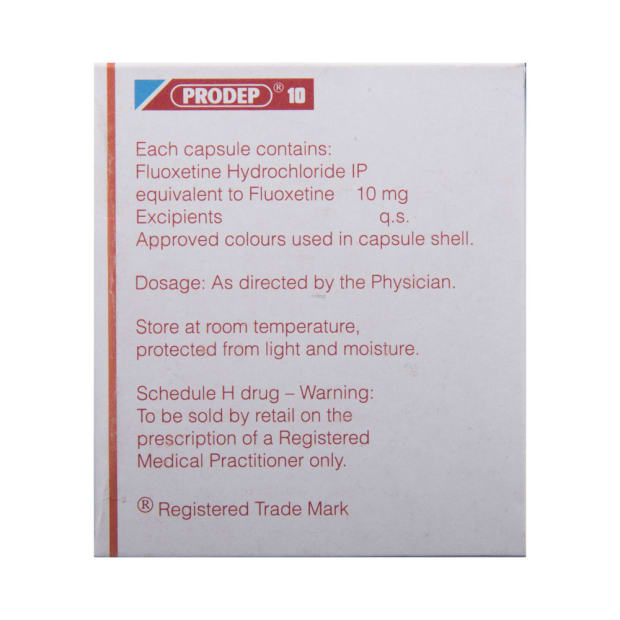 PRODEP® 10
Each capsule contains:
Fluoxetine Hydrochloride IP
equivalent to Fluoxetine 10 mg
Excipients q.s.
Approved colours used in capsule shell.
Dosage: As directed by the Physician.
Store at room temperature,
protected from light and moisture.
Schedule H drug – Warning:
To be sold by retail on the
prescription of a Registered
Medical Practitioner only.
® Registered Trade Mark